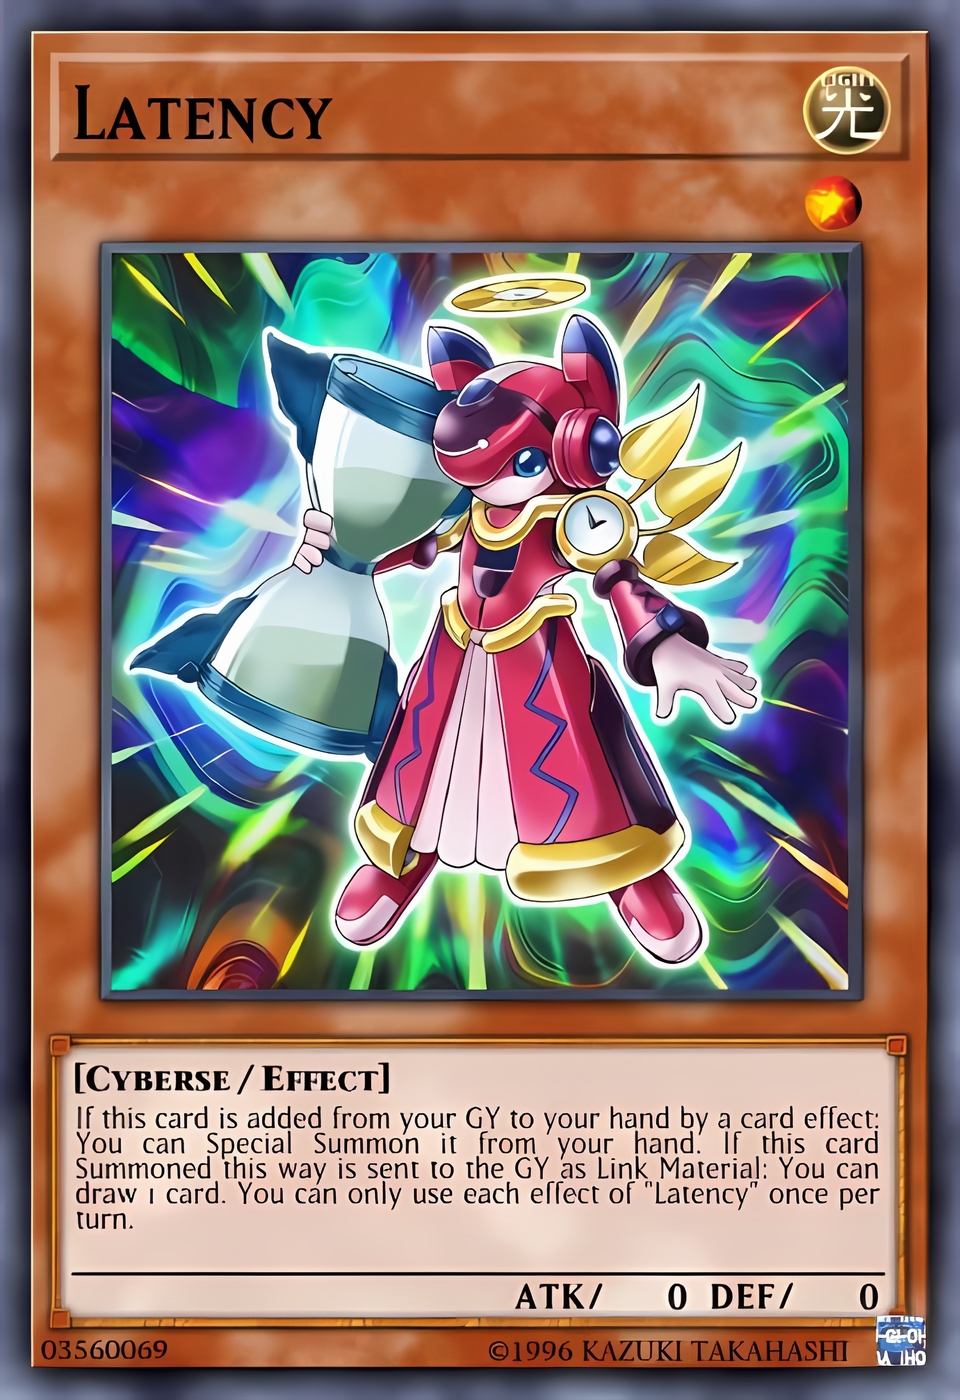 LATENCY
光
[CYBERSE / EFFECT]
If this card is added from your GY to your hand by a card effect:
You can Special Summon it from your hand. If this card
Summoned this way is sent to the GY as Link Material: You can
draw 1 card. You can only use each effect of "Latency" once per
turn.
ATK/ 0 DEF/ 0
03560069 ©1996 KAZUKI TAKAHASHI